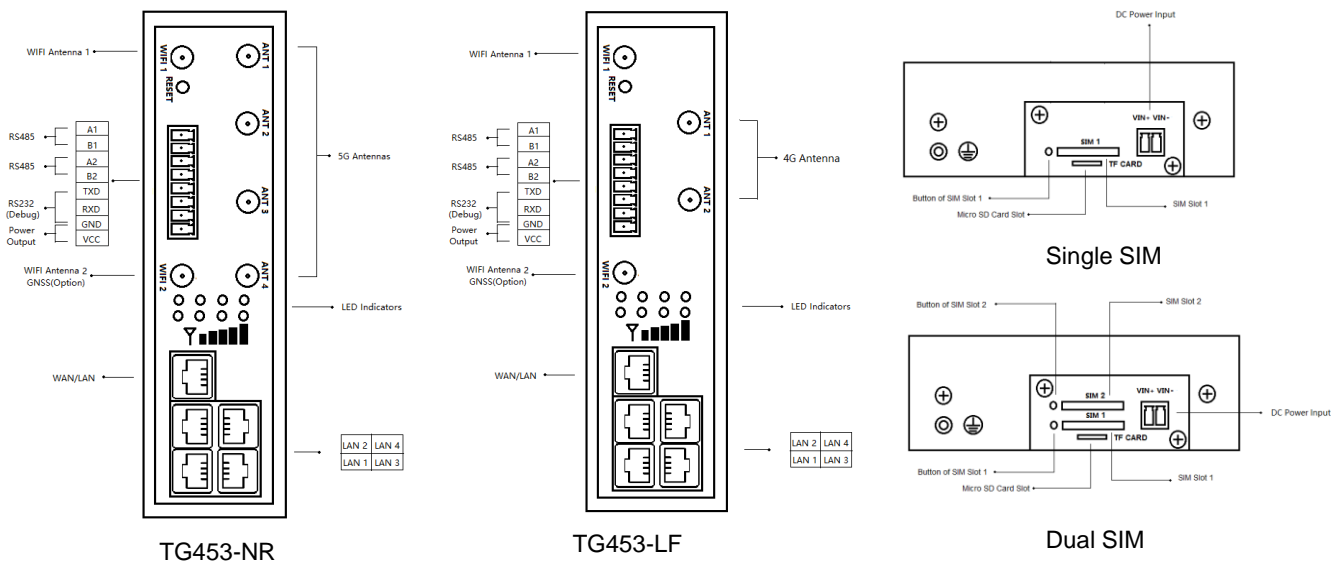 WIFI Antenna 1
WIFI 1
RESET
ANT 1
ANT 2
ANT 3
ANT 4
5G Antennas
RS485
A1
B1
RS485
A2
B2
RS232
(Debug)
TXD
RXD
GND
Power
Output
VCC
WIFI Antenna 2
GNSS(Option)
WIFI 2
LED Indicators
WAN/LAN
LAN 2 LAN 4
LAN 1 LAN 3
TG453-NR
WIFI Antenna 1
WIFI 1
RESET
ANT 1
ANT 2
4G Antenna
RS485
A1
B1
RS485
A2
B2
RS232
(Debug)
TXD
RXD
GND
Power
Output
VCC
WIFI Antenna 2
GNSS(Option)
WIFI 2
LED Indicators
WAN/LAN
LAN 2 LAN 4
LAN 1 LAN 3
TG453-LF
DC Power Input
VIN+ VIN-
SIM 1
TF CARD
Button of SIM Slot 1
SIM Slot 1
Micro SD Card Slot
Single SIM
Button of SIM Slot 2
SIM Slot 2
VIN+ VIN-
SIM 2
SIM 1
TF CARD
DC Power Input
Button of SIM Slot 1
SIM Slot 1
Micro SD Card Slot
Dual SIM